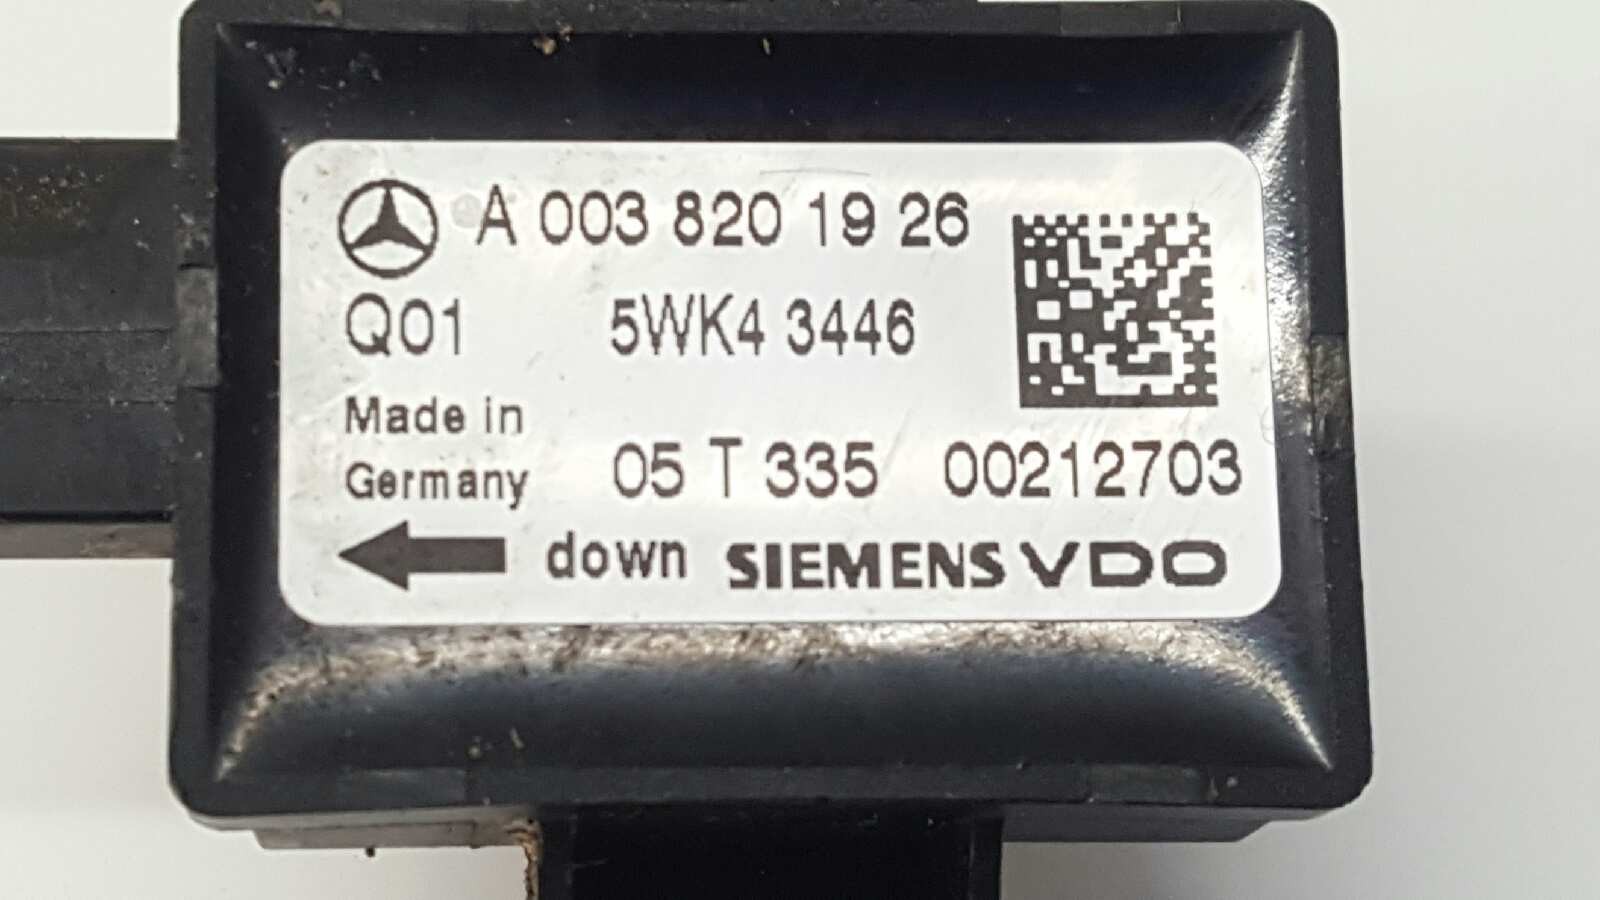 A 003 820 19 26
Q01 5WK4 3446
Made in
Germany 05 T 335 00212703
down SIEMENS VDO